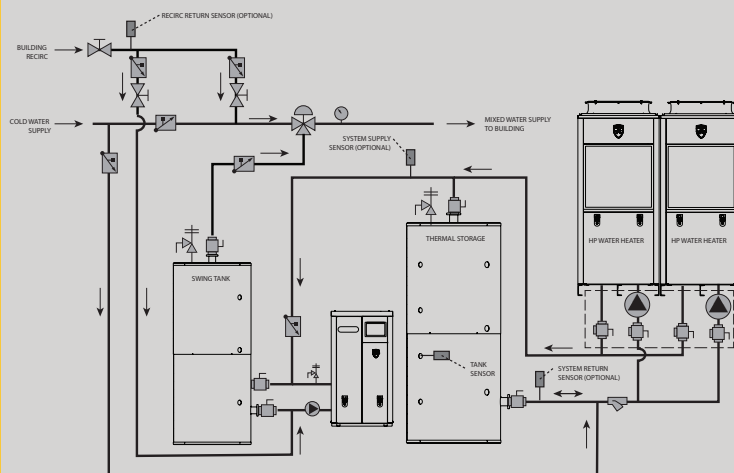 RECIRC RETURN SENSOR (OPTIONAL)
BUILDING
RECIRC
COLD WATER
SUPPLY
MIXED WATER SUPPLY
TO BUILDING
SYSTEM SUPPLY
SENSOR (OPTIONAL)
THERMAL STORAGE
HP WATER HEATER
HP WATER HEATER
SWING TANK
TANK
SENSOR
SYSTEM RETURN
SENSOR (OPTIONAL)